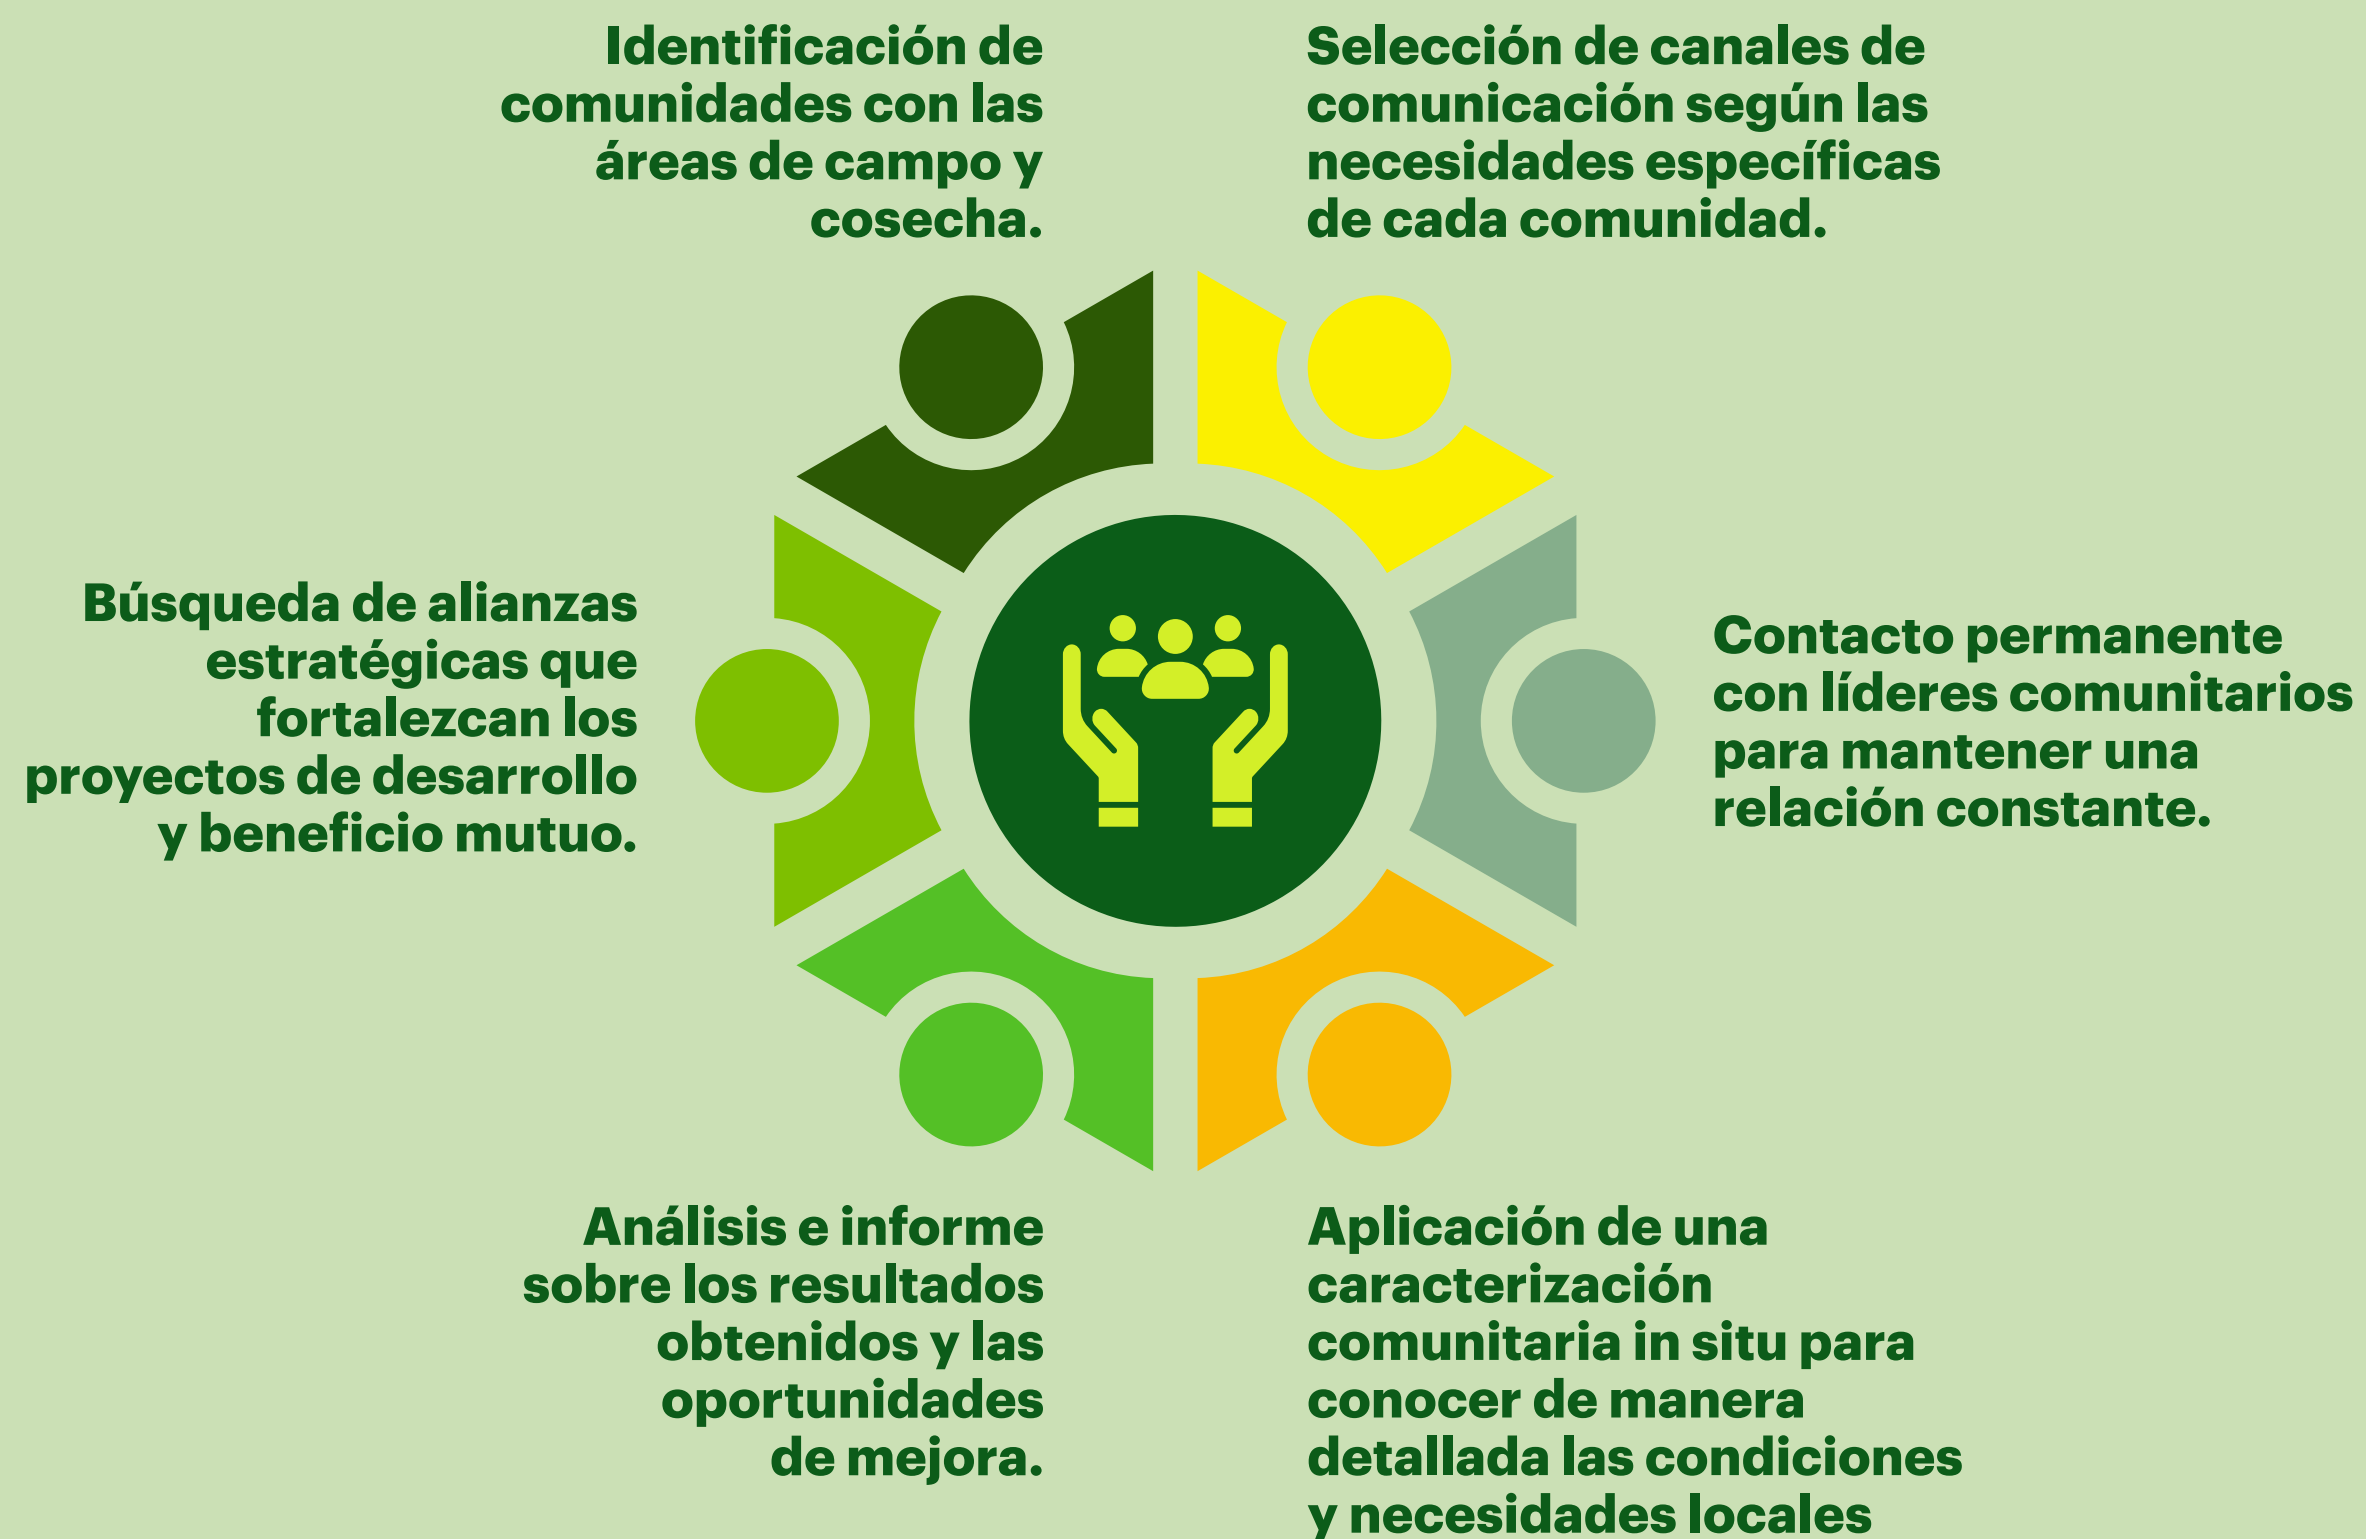 Identificación de
comunidades con las
áreas de campo y
cosecha.
Selección de canales de
comunicación según las
necesidades específicas
de cada comunidad.
Contacto permanente
con líderes comunitarios
para mantener una
relación constante.
Aplicación de una
caracterización
comunitaria in situ para
conocer de manera
detallada las condiciones
y necesidades locales
Análisis e informe
sobre los resultados
obtenidos y las
oportunidades
de mejora.
Búsqueda de alianzas
estratégicas que
fortalezcan los
proyectos de desarrollo
y beneficio mutuo.